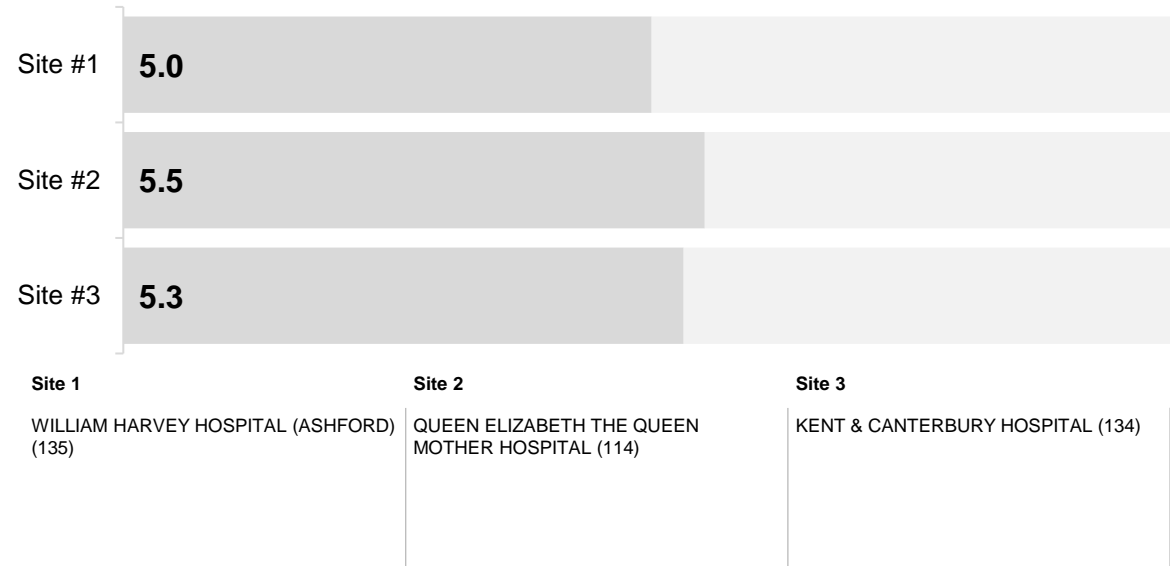 Site #1 5.0
Site #2 5.5
Site #3 5.3
Site 1 Site 2 Site 3
WILLIAM HARVEY HOSPITAL (ASHFORD)
(135)
QUEEN ELIZABETH THE QUEEN
MOTHER HOSPITAL (114)
KENT & CANTERBURY HOSPITAL (134)